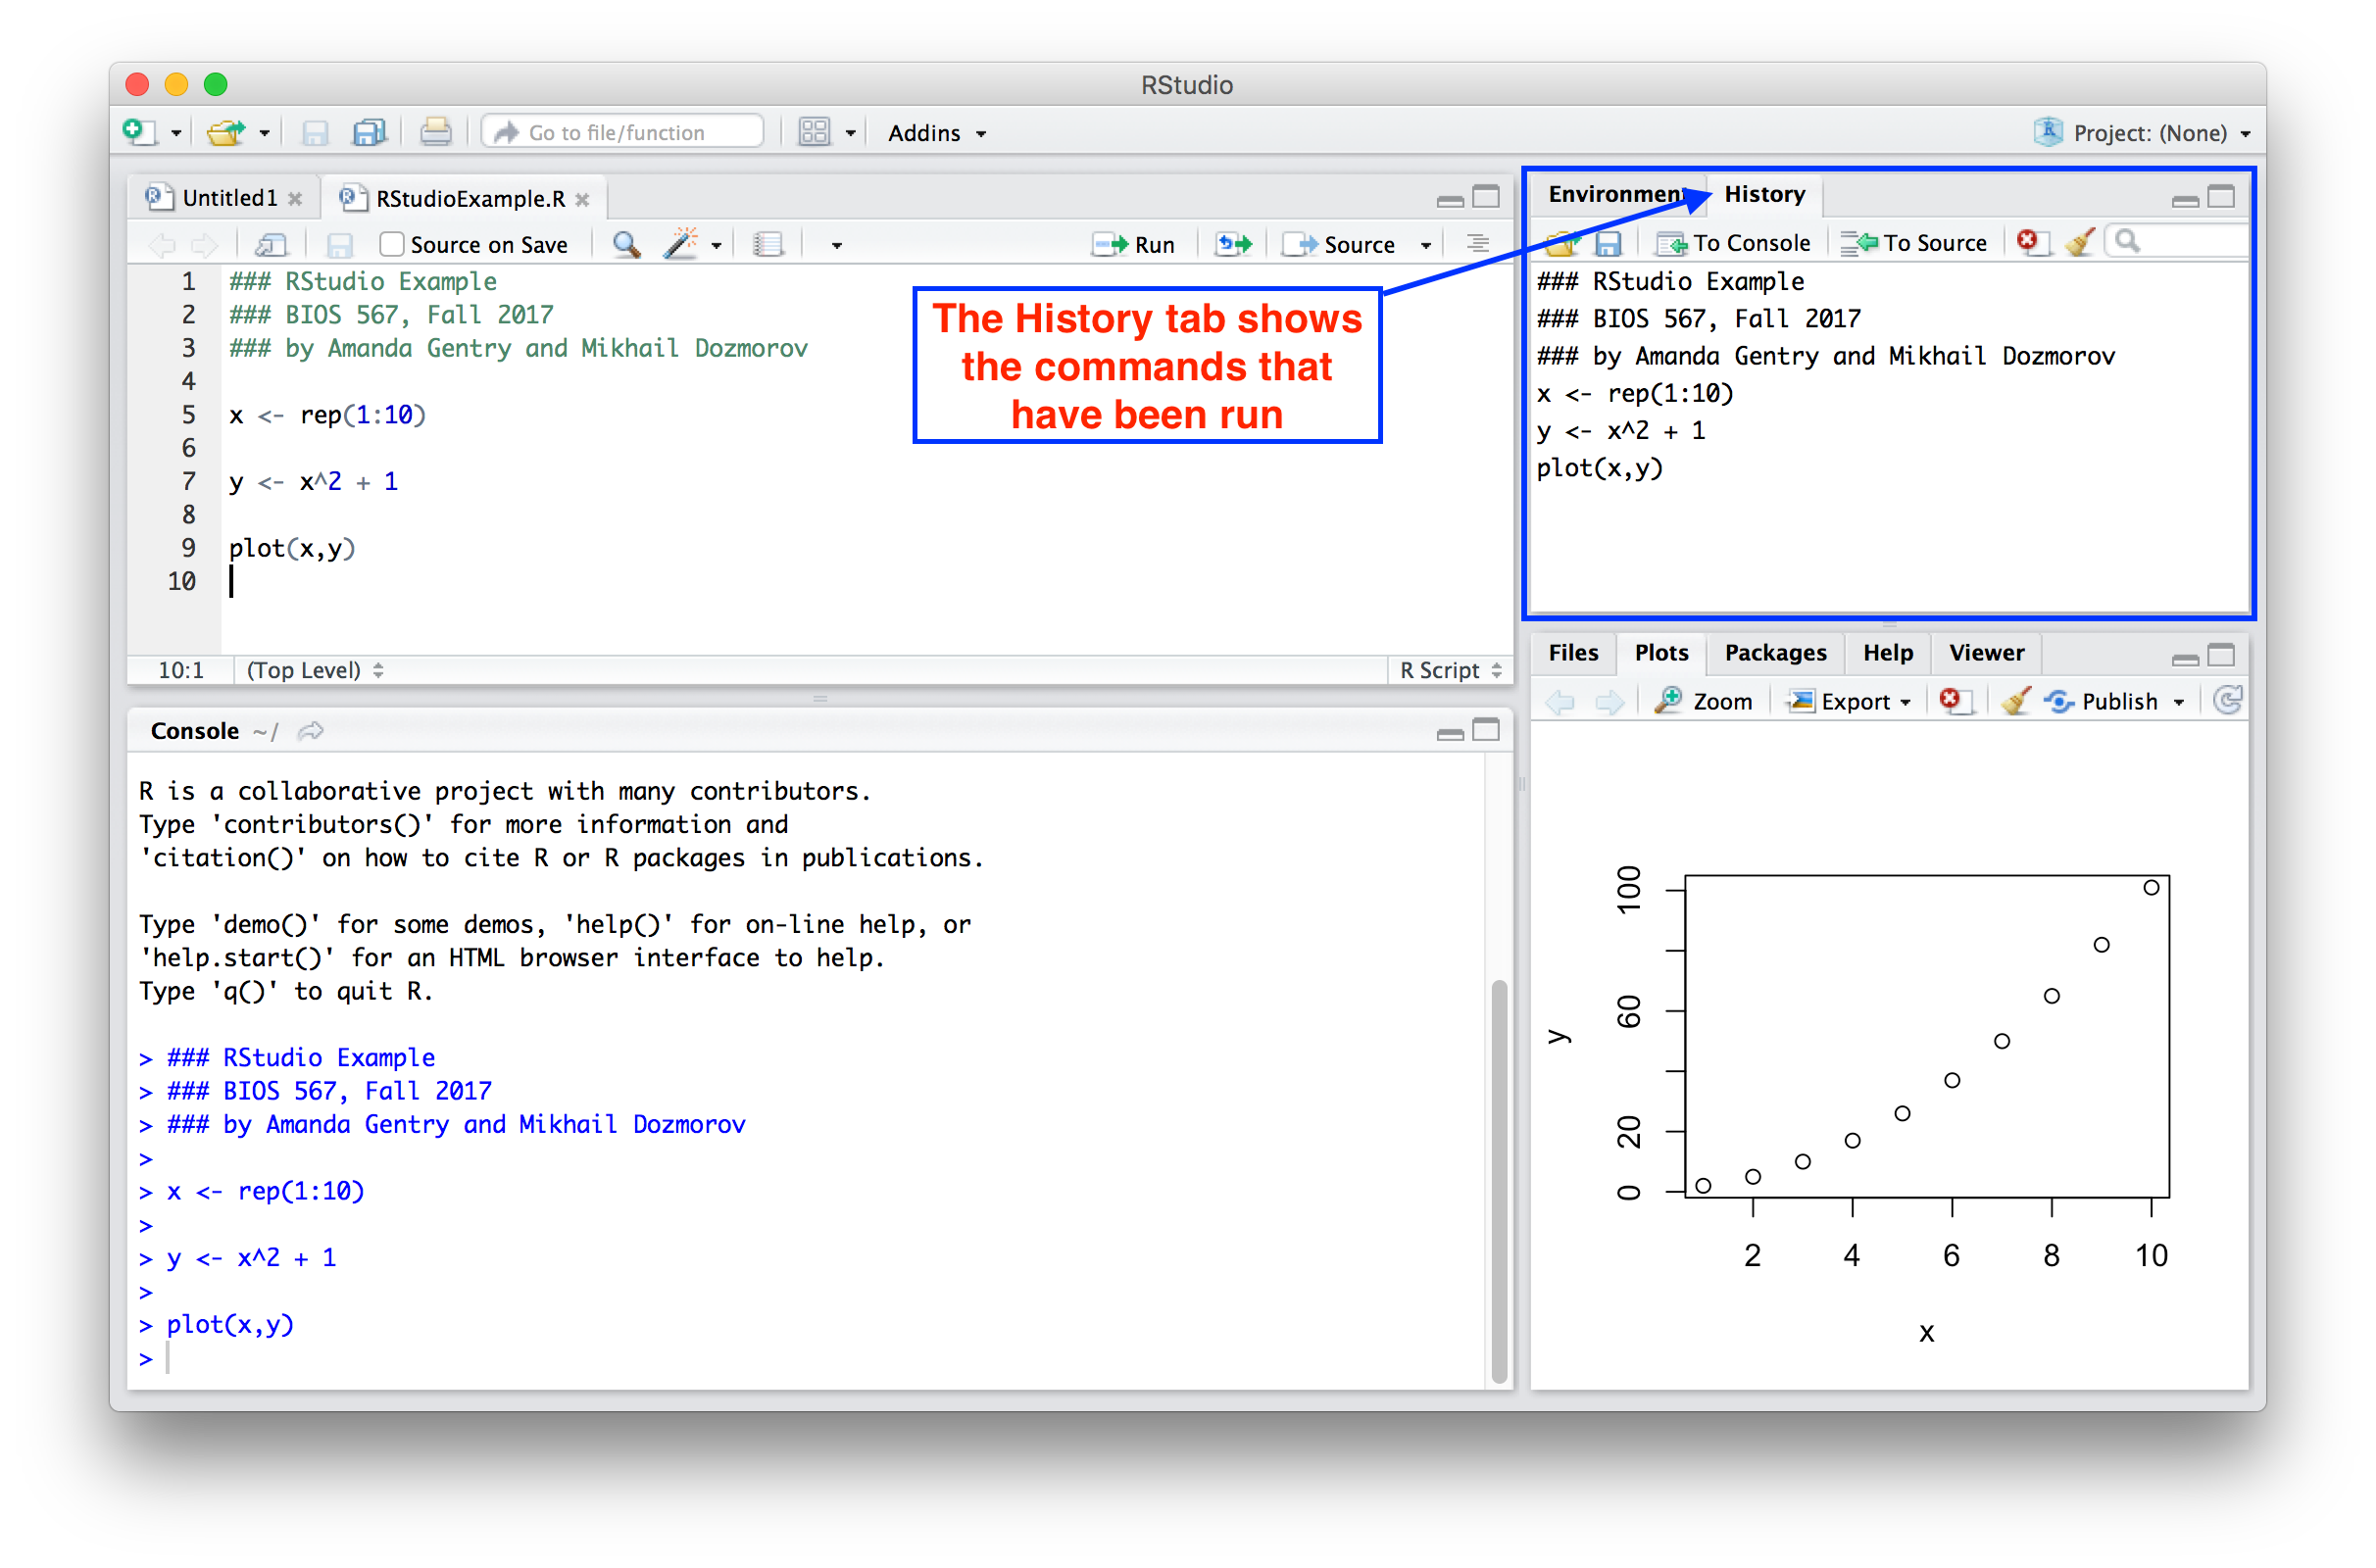 RStudio
Go to file/function
Addins
Project: (None)
Untitled1
RStudioExample.R
Source on Save
Run
Source
1 ### RStudio Example
2 ### BIOS 567, Fall 2017
3 ### by Amanda Gentry and Mikhail Dozmorov
4
5 x <- rep(1:10)
6
7 y <- x^2 + 1
8
9 plot(x,y)
10
10:1 (Top Level) R Script
The History tab shows
the commands that
have been run
Environment History
To Console To Source
### RStudio Example
### BIOS 567, Fall 2017
### by Amanda Gentry and Mikhail Dozmorov
x <- rep(1:10)
y <- x^2 + 1
plot(x,y)
Console ~/
R is a collaborative project with many contributors.
Type 'contributors()' for more information and
'citation()' on how to cite R or R packages in publications.
Type 'demo()' for some demos, 'help()' for on-line help, or
'help.start()' for an HTML browser interface to help.
Type 'q()' to quit R.
> ### RStudio Example
> ### BIOS 567, Fall 2017
> ### by Amanda Gentry and Mikhail Dozmorov
>
> x <- rep(1:10)
>
> y <- x^2 + 1
>
> plot(x,y)
>
Files Plots Packages Help Viewer
Zoom Export Publish
100
60
20
0
y
2 4 6 8 10
x